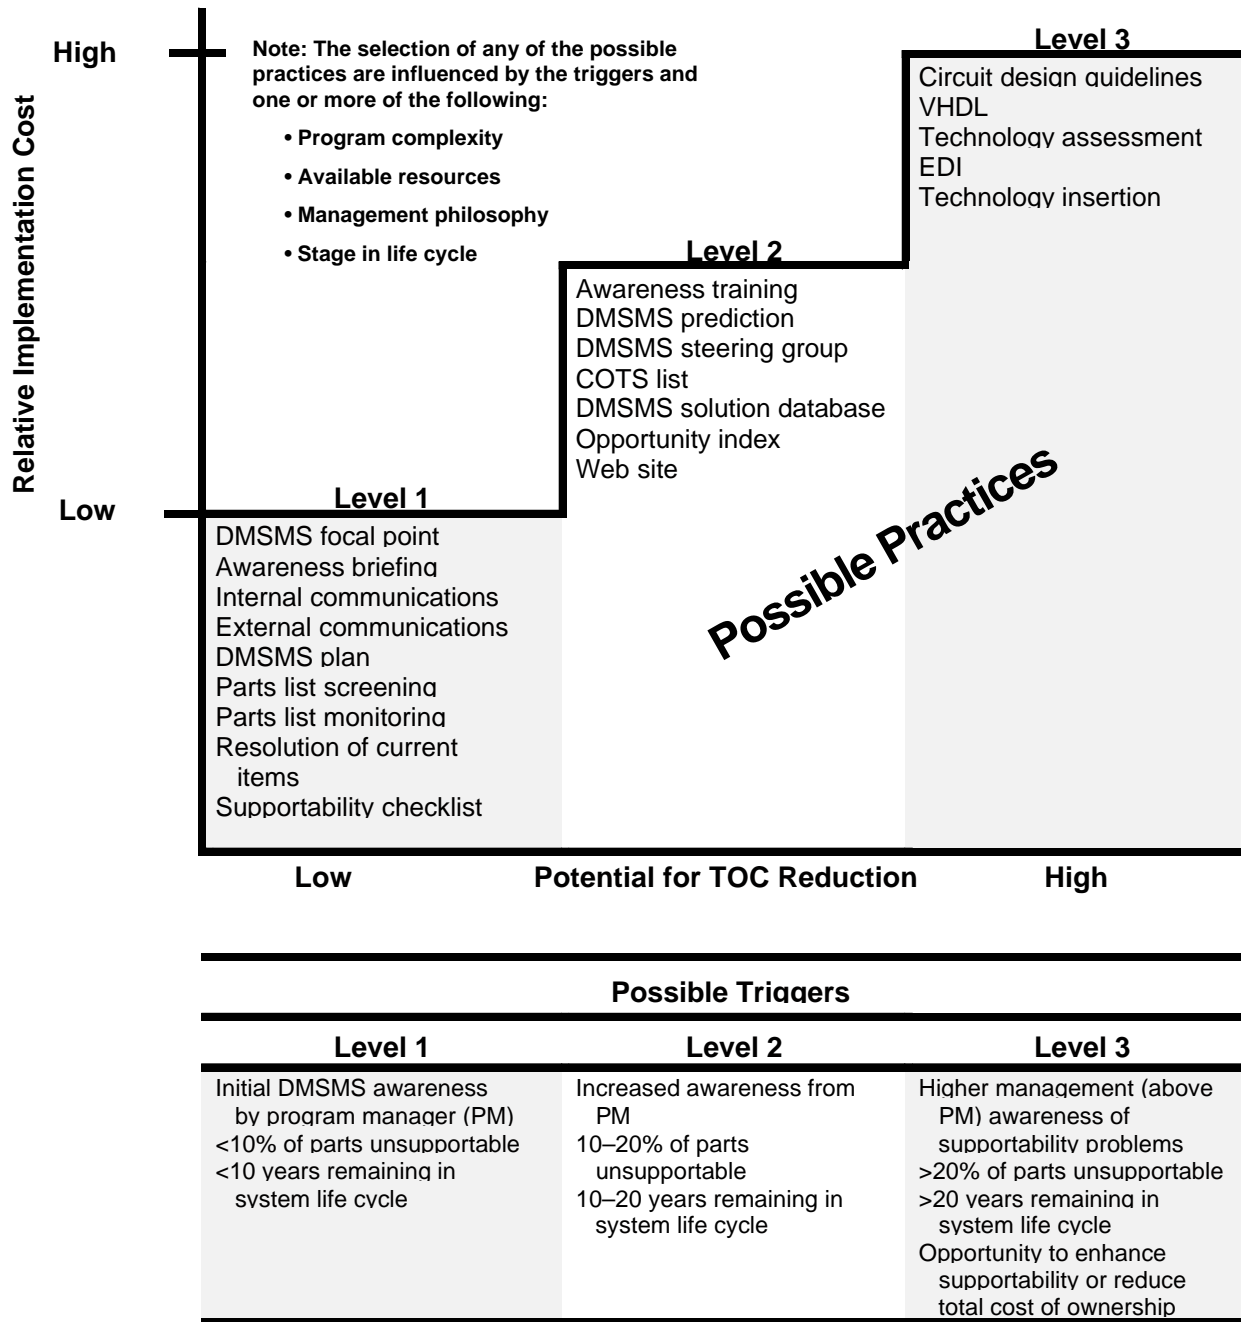 High
Relative Implementation Cost
Low
Note: The selection of any of the possible
practices are influenced by the triggers and
one or more of the following:
• Program complexity
• Available resources
• Management philosophy
• Stage in life cycle
Level 1
DMSMS focal point
Awareness briefing
Internal communications
External communications
DMSMS plan
Parts list screening
Parts list monitoring
Resolution of current
items
Supportability checklist
Level 2
Awareness training
DMSMS prediction
DMSMS steering group
COTS list
DMSMS solution database
Opportunity index
Web site
Level 3
Circuit design guidelines
VHDL
Technology assessment
EDI
Technology insertion
Possible Practices
Low
Potential for TOC Reduction
High
Possible Triggers
Level 1
Initial DMSMS awareness
by program manager (PM)
<10% of parts unsupportable
<10 years remaining in
system life cycle
Level 2
Increased awareness from
PM
10–20% of parts
unsupportable
10–20 years remaining in
system life cycle
Level 3
Higher management (above
PM) awareness of
supportability problems
>20% of parts unsupportable
>20 years remaining in
system life cycle
Opportunity to enhance
supportability or reduce
total cost of ownership